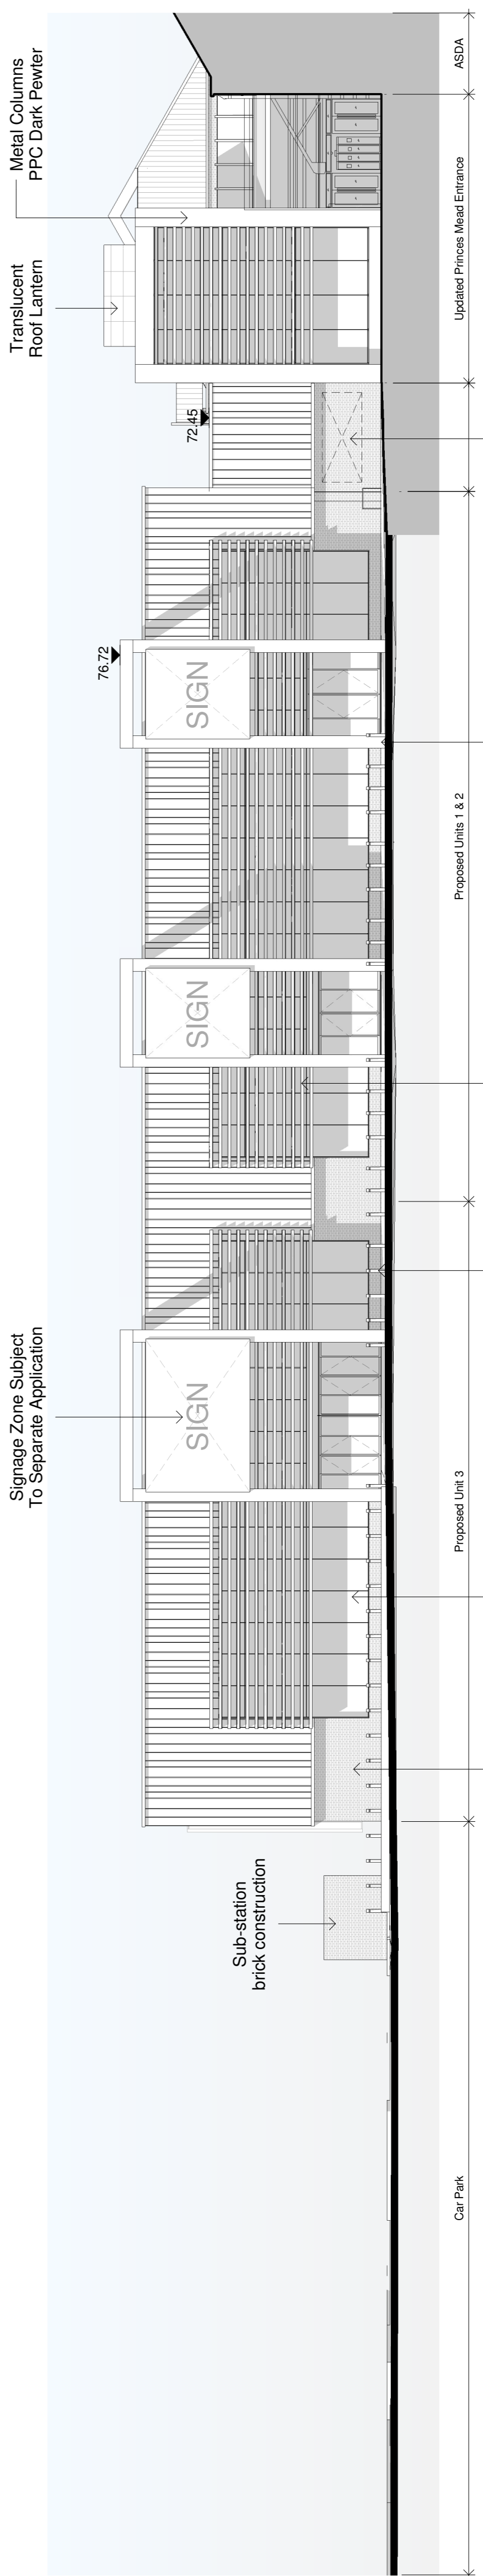 Signage Zone Subject
To Separate Application
Translucent
Roof Lantern
Metal Columns
PPC Dark Pewter
76.72
72.45
SIGN
SIGN
SIGN
Sub-station
brick construction
Car Park
Proposed Unit 3
Proposed Units 1 & 2
Updated Princes Mead Entrance
ASDA